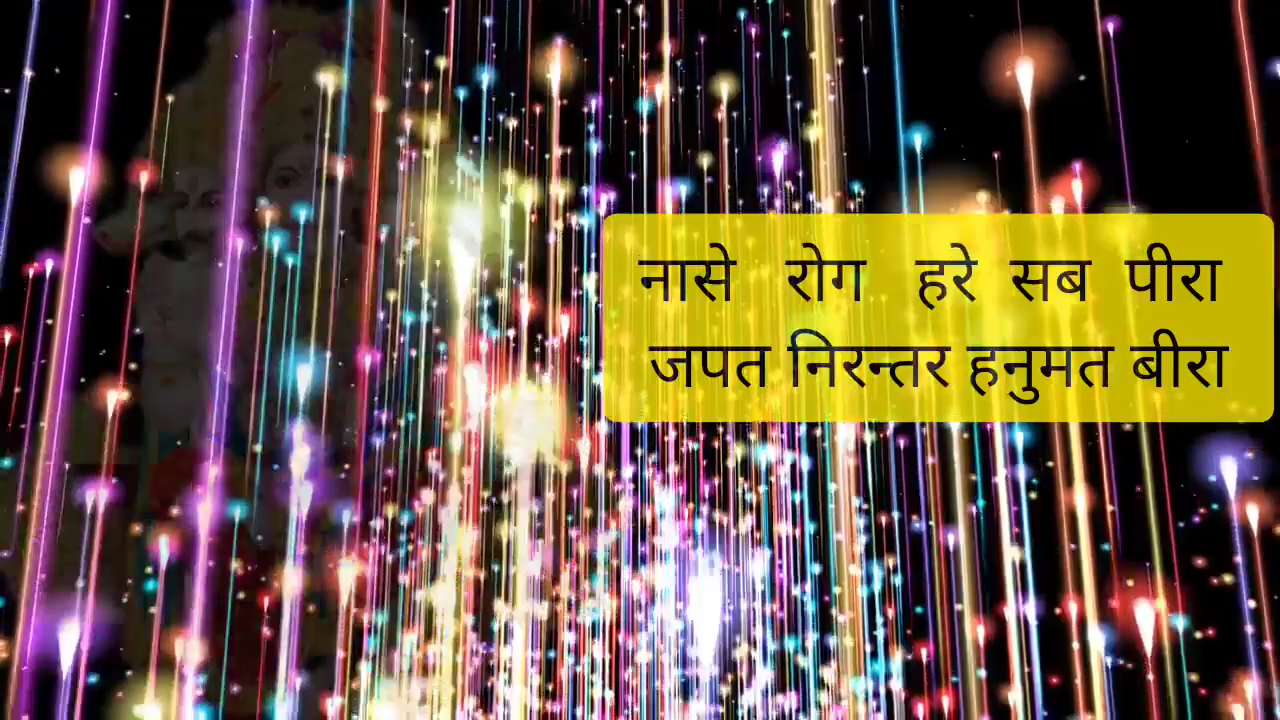 नासे रोग हरे सब पीरा
जपत निरन्तर हनुमत बीरा